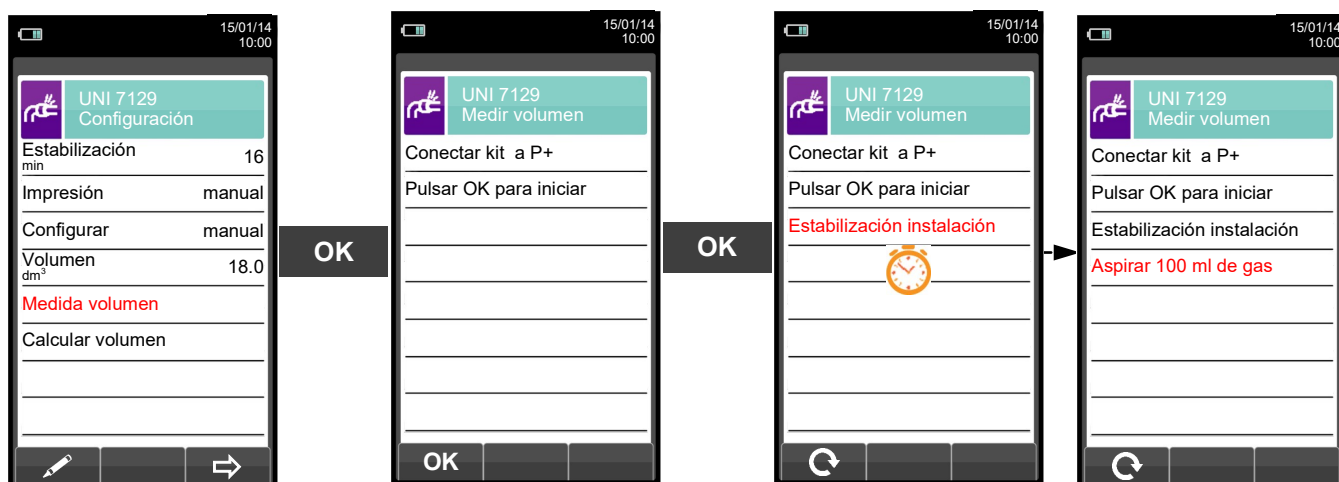 15/01/14
10:00
UNI 7129
Configuración
Estabilización
min
16
Impresión manual
Configurar manual
Volumen
dm³
18.0
Medida volumen
Calcular volumen
OK
15/01/14
10:00
UNI 7129
Medir volumen
Conectar kit a P+
Pulsar OK para iniciar
OK
OK
15/01/14
10:00
UNI 7129
Medir volumen
Conectar kit a P+
Pulsar OK para iniciar
Estabilización instalación
15/01/14
10:00
UNI 7129
Medir volumen
Conectar kit a P+
Pulsar OK para iniciar
Estabilización instalación
Aspirar 100 ml de gas